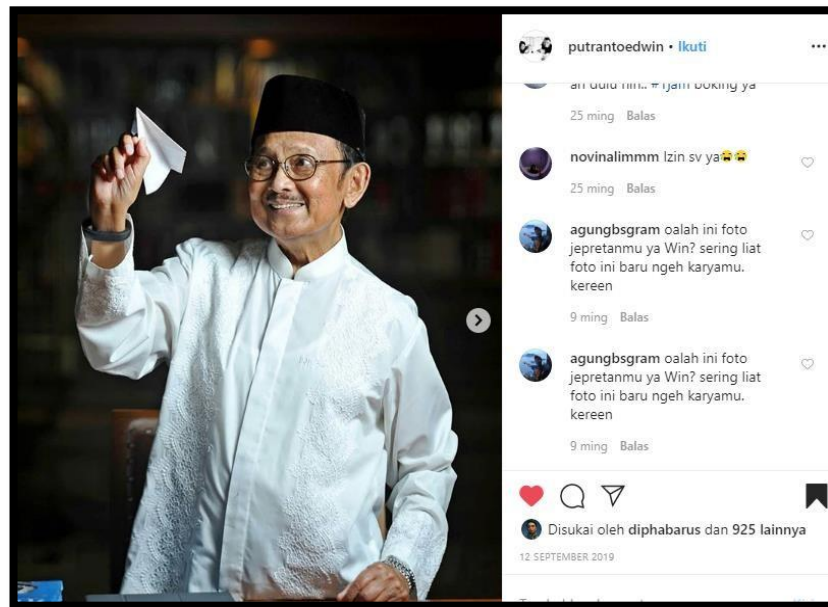 putrantoedwin • Ikuti
25 ming Balas
novinalimmm Izin sv ya😭😭
25 ming Balas
agungbsgram oalah ini foto
jepretanmu ya Win? sering liat
foto ini baru ngeh karyamu.
kereen
9 ming Balas
agungbsgram oalah ini foto
jepretanmu ya Win? sering liat
foto ini baru ngeh karyamu.
kereen
9 ming Balas
Disukai oleh diphabarus dan 925 lainnya
12 SEPTEMBER 2019